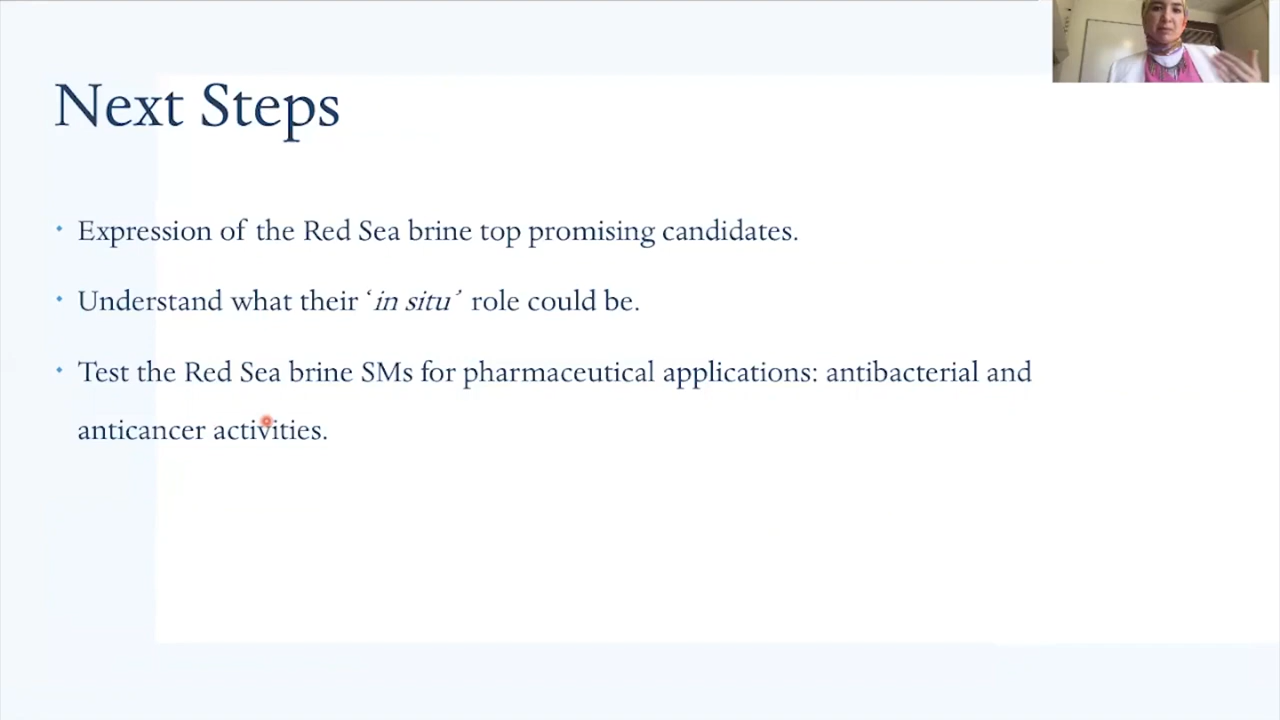 Next Steps
• Expression of the Red Sea brine top promising candidates.
• Understand what their ‘in situ’ role could be.
• Test the Red Sea brine SMs for pharmaceutical applications: antibacterial and
anticancer activities.